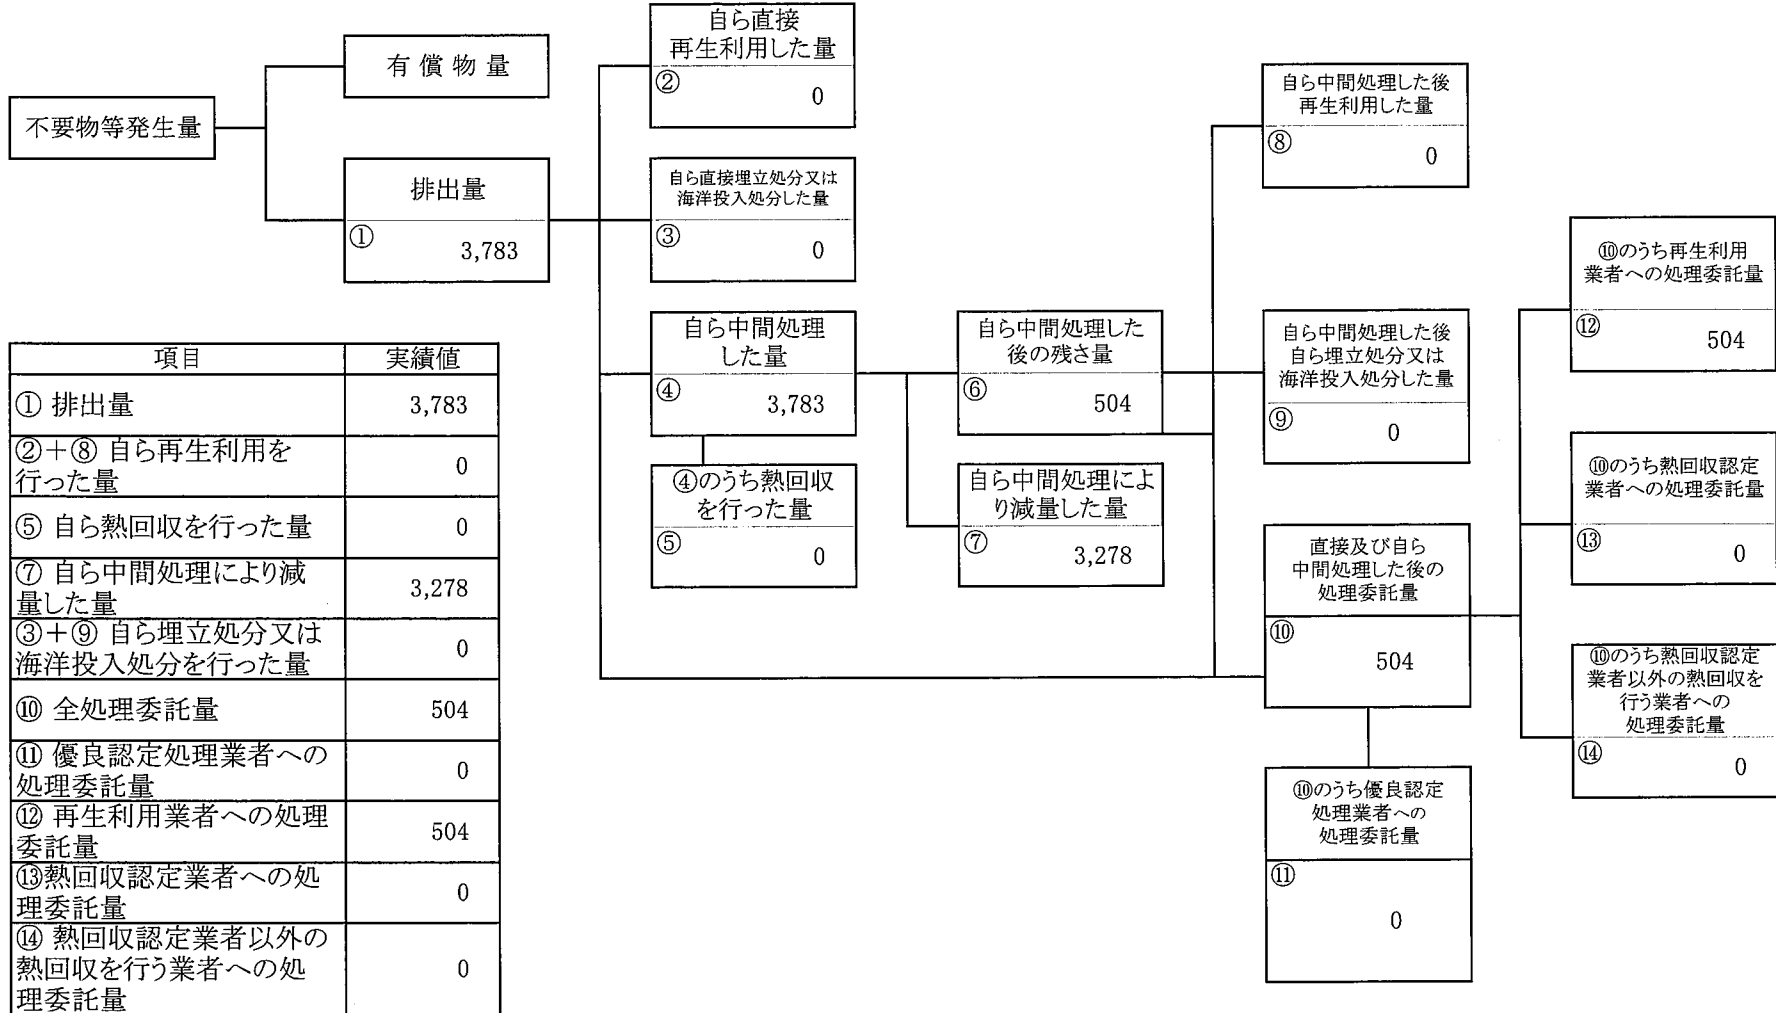 不要物等発生量
有償物量
排出量
①
3,783
自ら直接
再生利用した量
②
0
自ら直接埋立処分又は
海洋投入処分した量
③
0
自ら中間処理
した量
④
3,783
④のうち熱回収
を行った量
⑤
0
自ら中間処理した
後の残さ量
⑥
504
自ら中間処理によ
り減量した量
⑦
3,278
自ら中間処理した後
再生利用した量
⑧
0
自ら中間処理した後
自ら埋立処分又は
海洋投入処分した量
⑨
0
直接及び自ら
中間処理した後の
処理委託量
⑩
504
⑩のうち優良認定
処理業者への
処理委託量
⑪
0
⑩のうち再生利用
業者への処理委託量
⑫
504
⑩のうち熱回収認定
業者への処理委託量
⑬
0
⑩のうち熱回収認定
業者以外の熱回収を
行う業者への
処理委託量
⑭
0
項目 実績値
① 排出量 3,783
②+⑧ 自ら再生利用を
行った量 0
⑤ 自ら熱回収を行った量 0
⑦ 自ら中間処理により減
量した量 3,278
③+⑨ 自ら埋立処分又は
海洋投入処分を行った量 0
⑩ 全処理委託量 504
⑪ 優良認定処理業者への
処理委託量 0
⑫ 再生利用業者への処理
委託量 504
⑬熱回収認定業者への処
理委託量 0
⑭ 熱回収認定業者以外の
熱回収を行う業者への処
理委託量 0